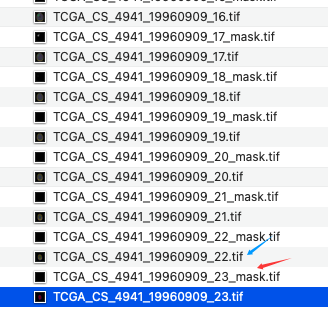 TCGA_CS_4941_19960909_16.tif
TCGA_CS_4941_19960909_17_mask.tif
TCGA_CS_4941_19960909_17.tif
TCGA_CS_4941_19960909_18_mask.tif
TCGA_CS_4941_19960909_18.tif
TCGA_CS_4941_19960909_19_mask.tif
TCGA_CS_4941_19960909_19.tif
TCGA_CS_4941_19960909_20_mask.tif
TCGA_CS_4941_19960909_20.tif
TCGA_CS_4941_19960909_21_mask.tif
TCGA_CS_4941_19960909_21.tif
TCGA_CS_4941_19960909_22_mask.tif
TCGA_CS_4941_19960909_22.tif
TCGA_CS_4941_19960909_23_mask.tif
TCGA_CS_4941_19960909_23.tif